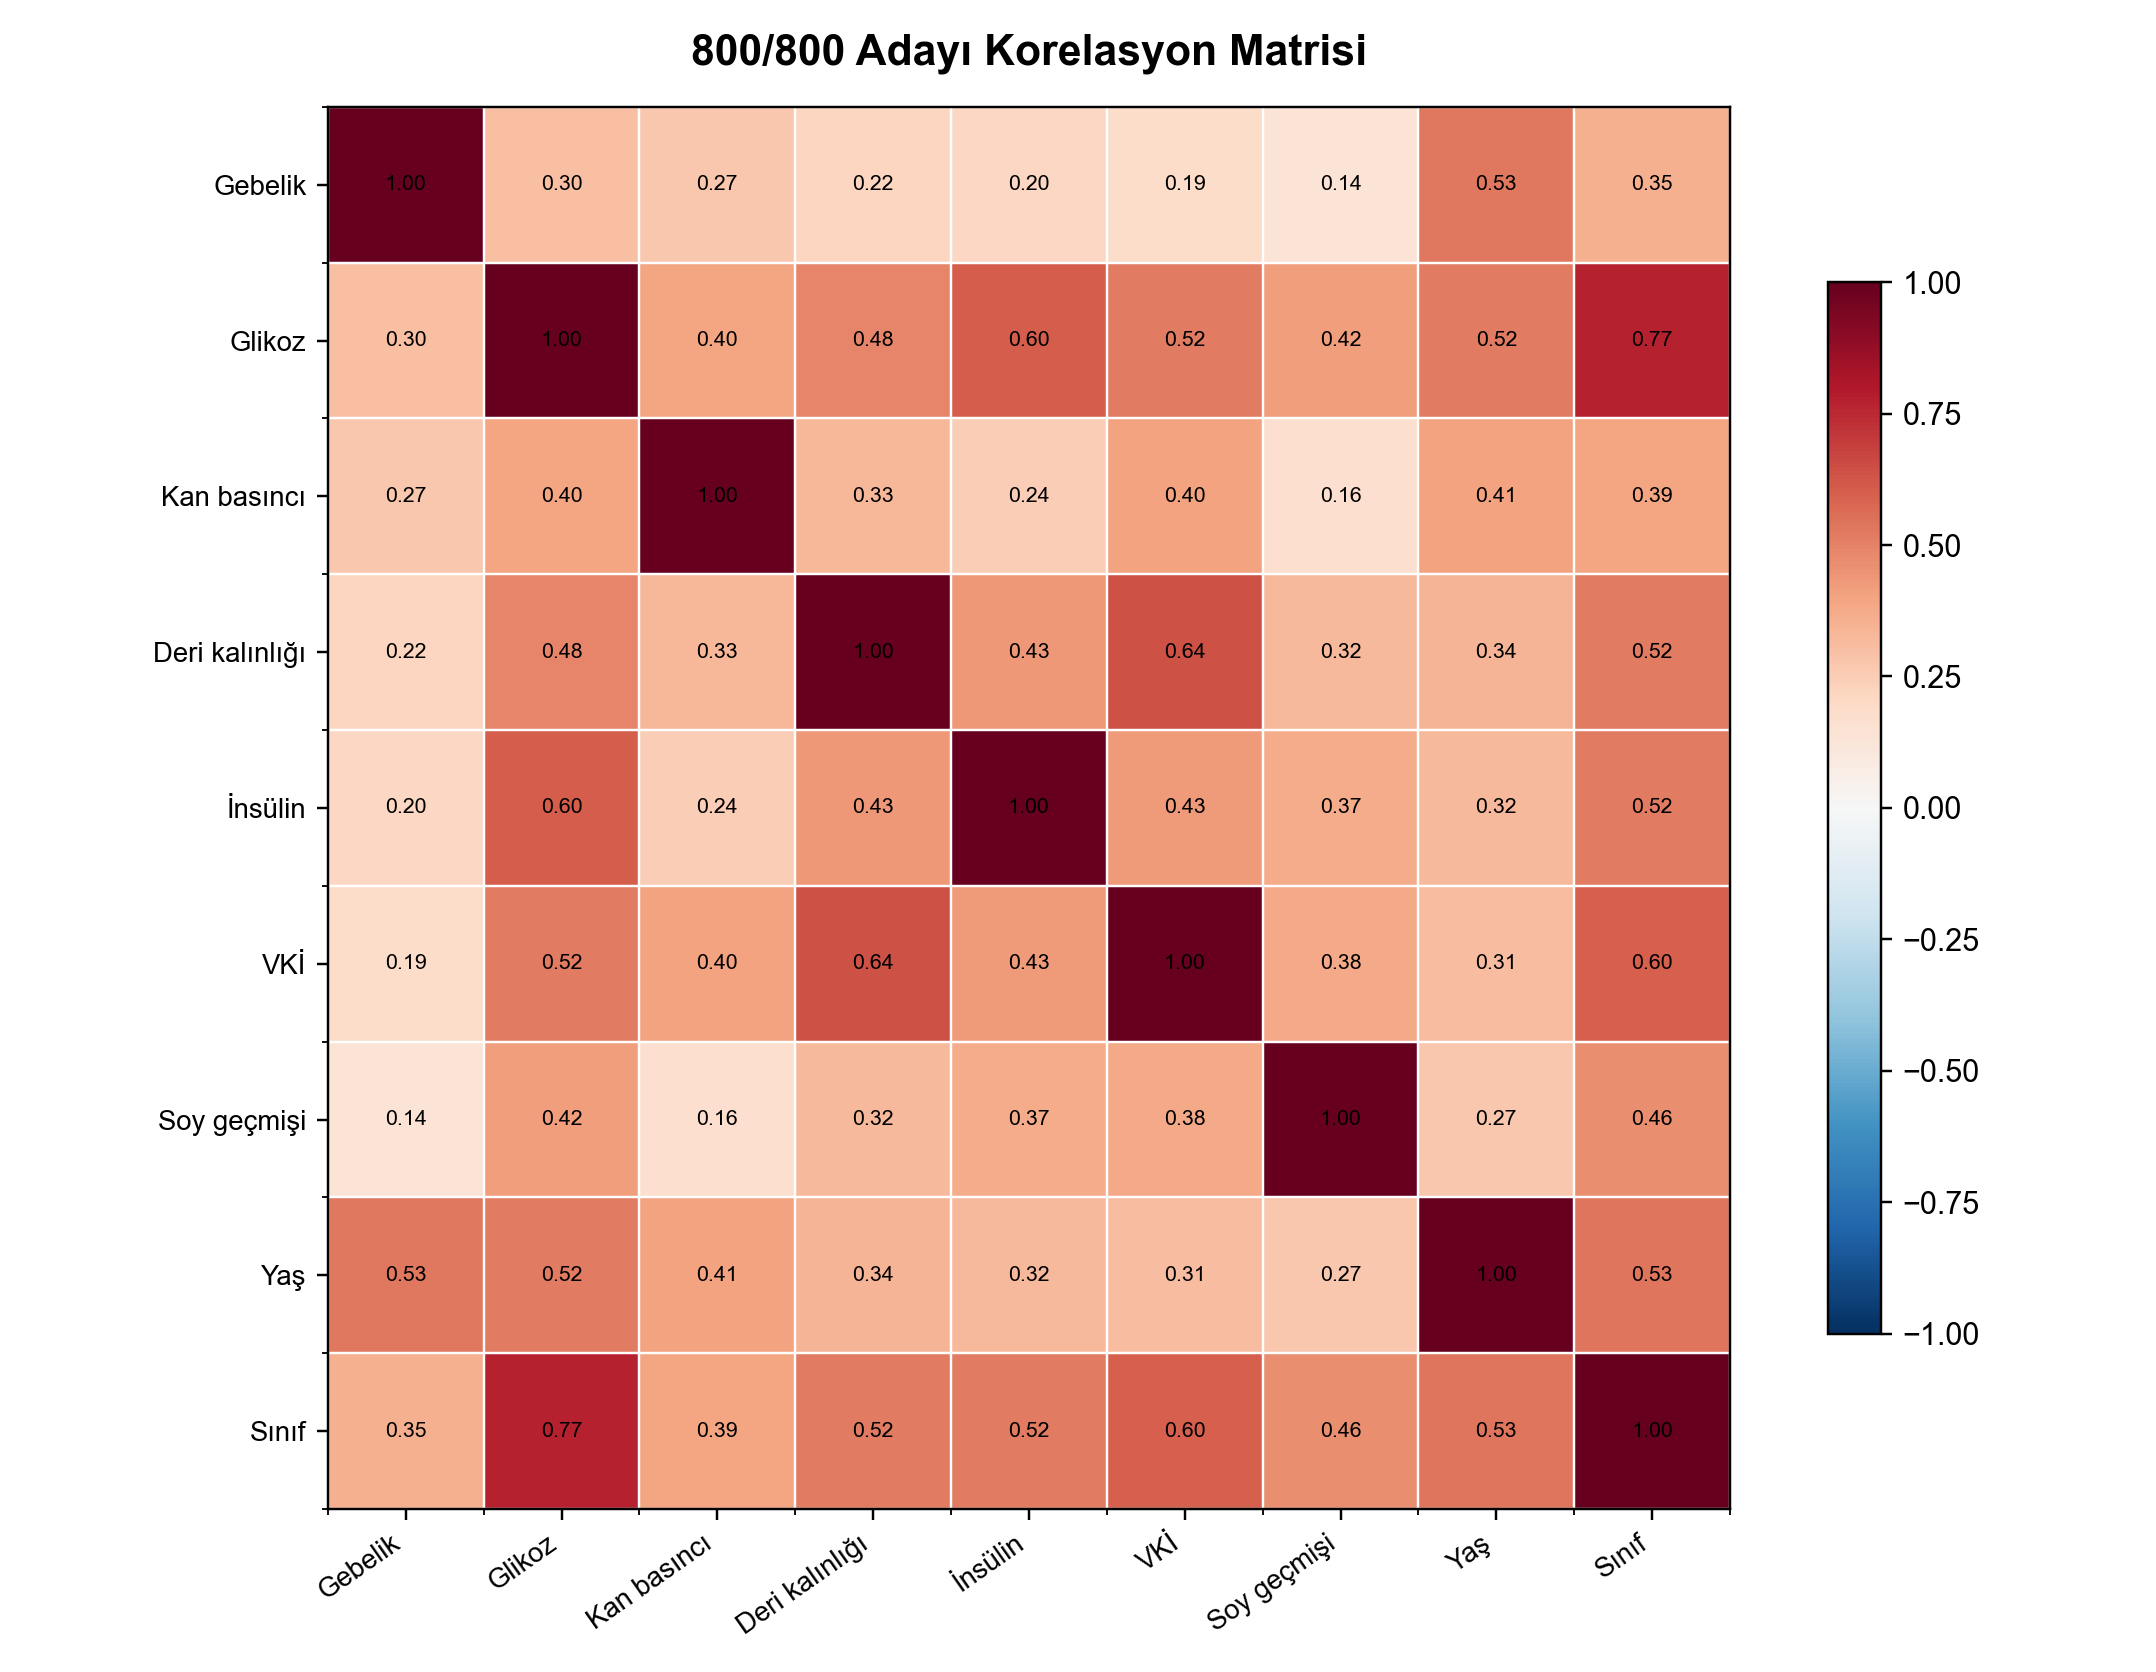 800/800 Adayı Korelasyon Matrisi
Gebelik 1.00 0.30 0.27 0.22 0.20 0.19 0.14 0.53 0.35
Glikoz 0.30 1.00 0.40 0.48 0.60 0.52 0.42 0.52 0.77
Kan basıncı 0.27 0.40 1.00 0.33 0.24 0.40 0.16 0.41 0.39
Deri kalınlığı 0.22 0.48 0.33 1.00 0.43 0.64 0.32 0.34 0.52
İnsülin 0.20 0.60 0.24 0.43 1.00 0.43 0.37 0.32 0.52
VKİ 0.19 0.52 0.40 0.64 0.43 1.00 0.38 0.31 0.60
Soy geçmişi 0.14 0.42 0.16 0.32 0.37 0.38 1.00 0.27 0.46
Yaş 0.53 0.52 0.41 0.34 0.32 0.31 0.27 1.00 0.53
Sınıf 0.35 0.77 0.39 0.52 0.52 0.60 0.46 0.53 1.00
Gebelik Glikoz Kan basıncı Deri kalınlığı İnsülin VKİ Soy geçmişi Yaş Sınıf
1.00
0.75
0.50
0.25
0.00
−0.25
−0.50
−0.75
−1.00